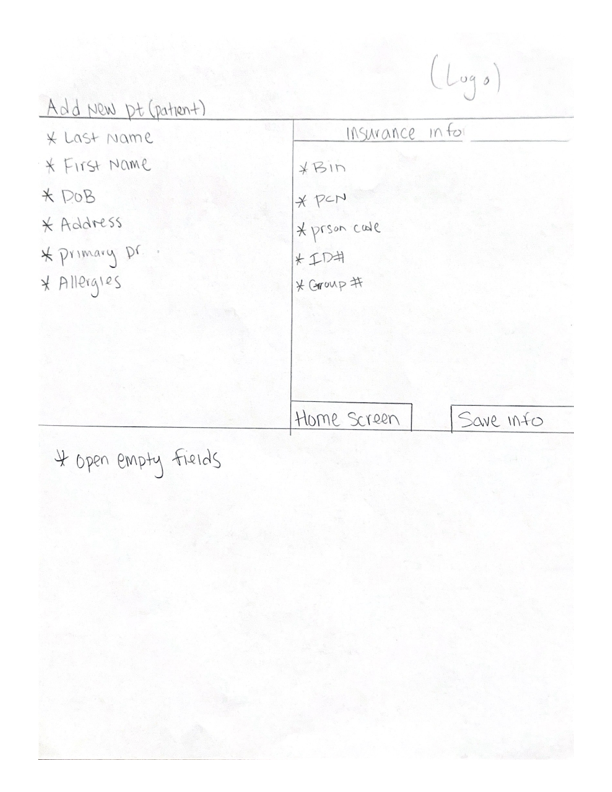 (Logo)
Add New pt (patient)
* Last Name
* First Name
* DoB
* Address
* primary Dr.
* Allergies
Insurance info
* Bin
* PCN
* prson code
* ID#
* Group #
Home Screen
Save info
* open empty fields